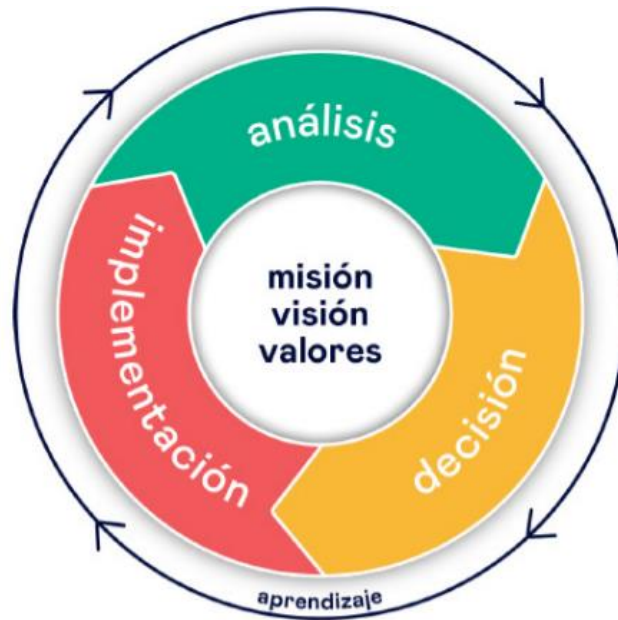 análisis
misión
visión
valores
implementación
decisión
aprendizaje